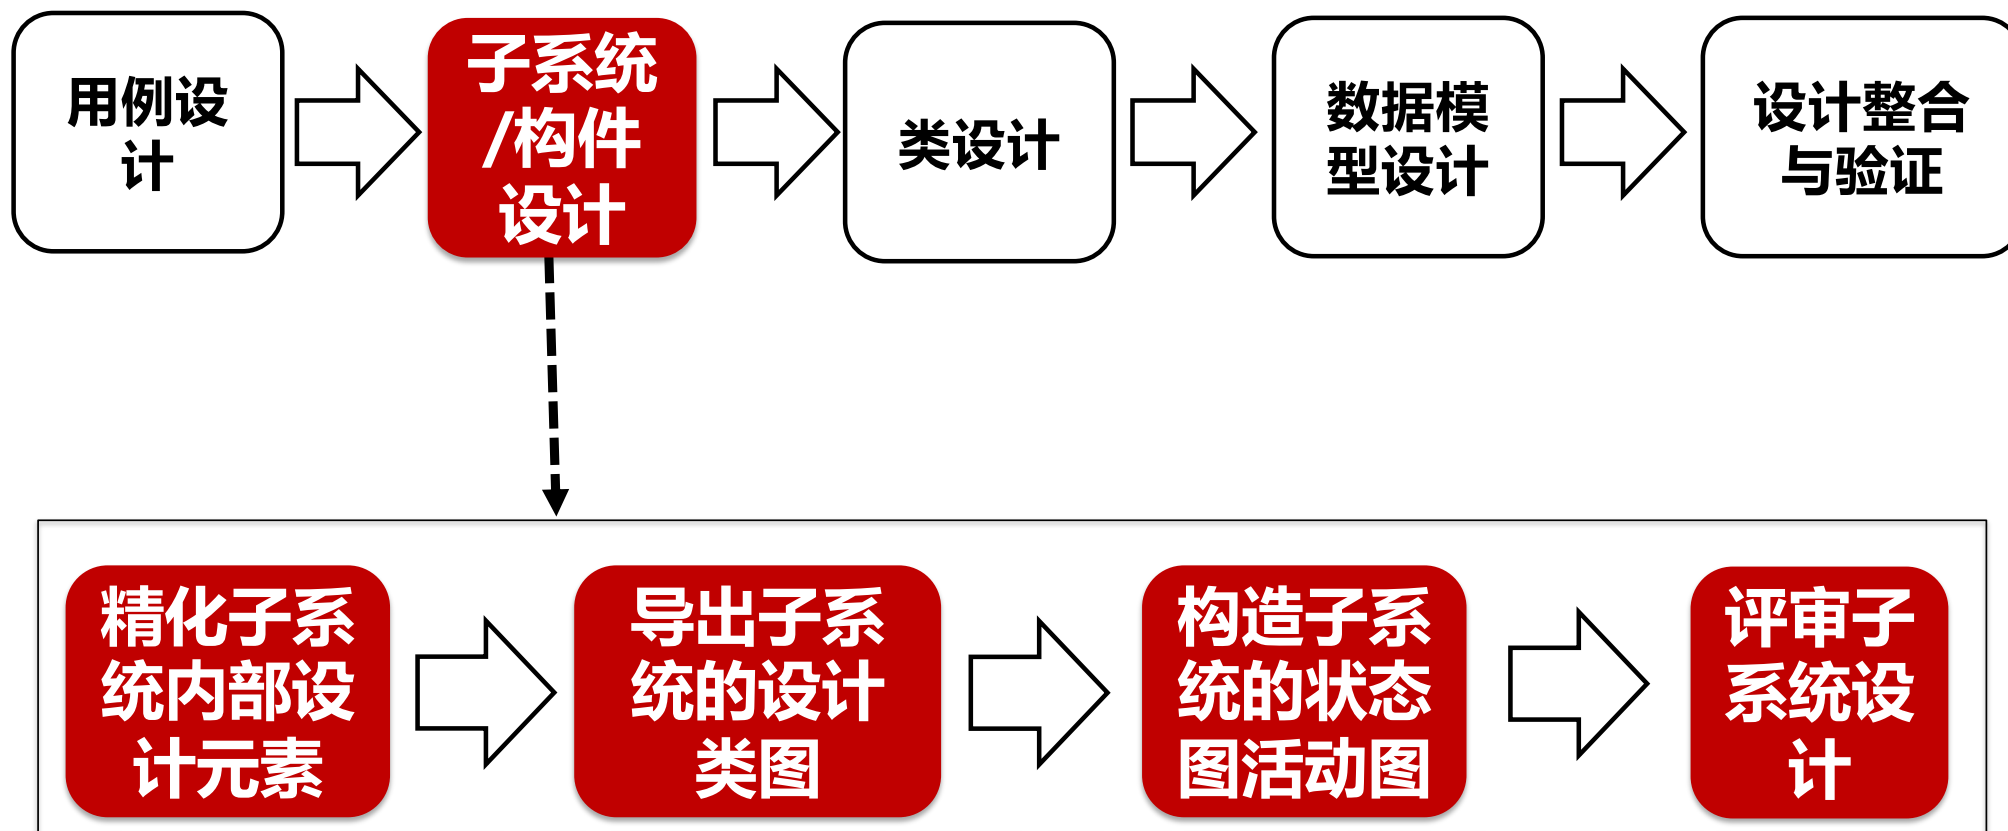 用例设
计
子系统
/构件
设计
类设计
数据模
型设计
设计整合
与验证
精化子系
统内部设
计元素
导出子系
统的设计
类图
构造子系
统的状态
图活动图
评审子
系统设
计